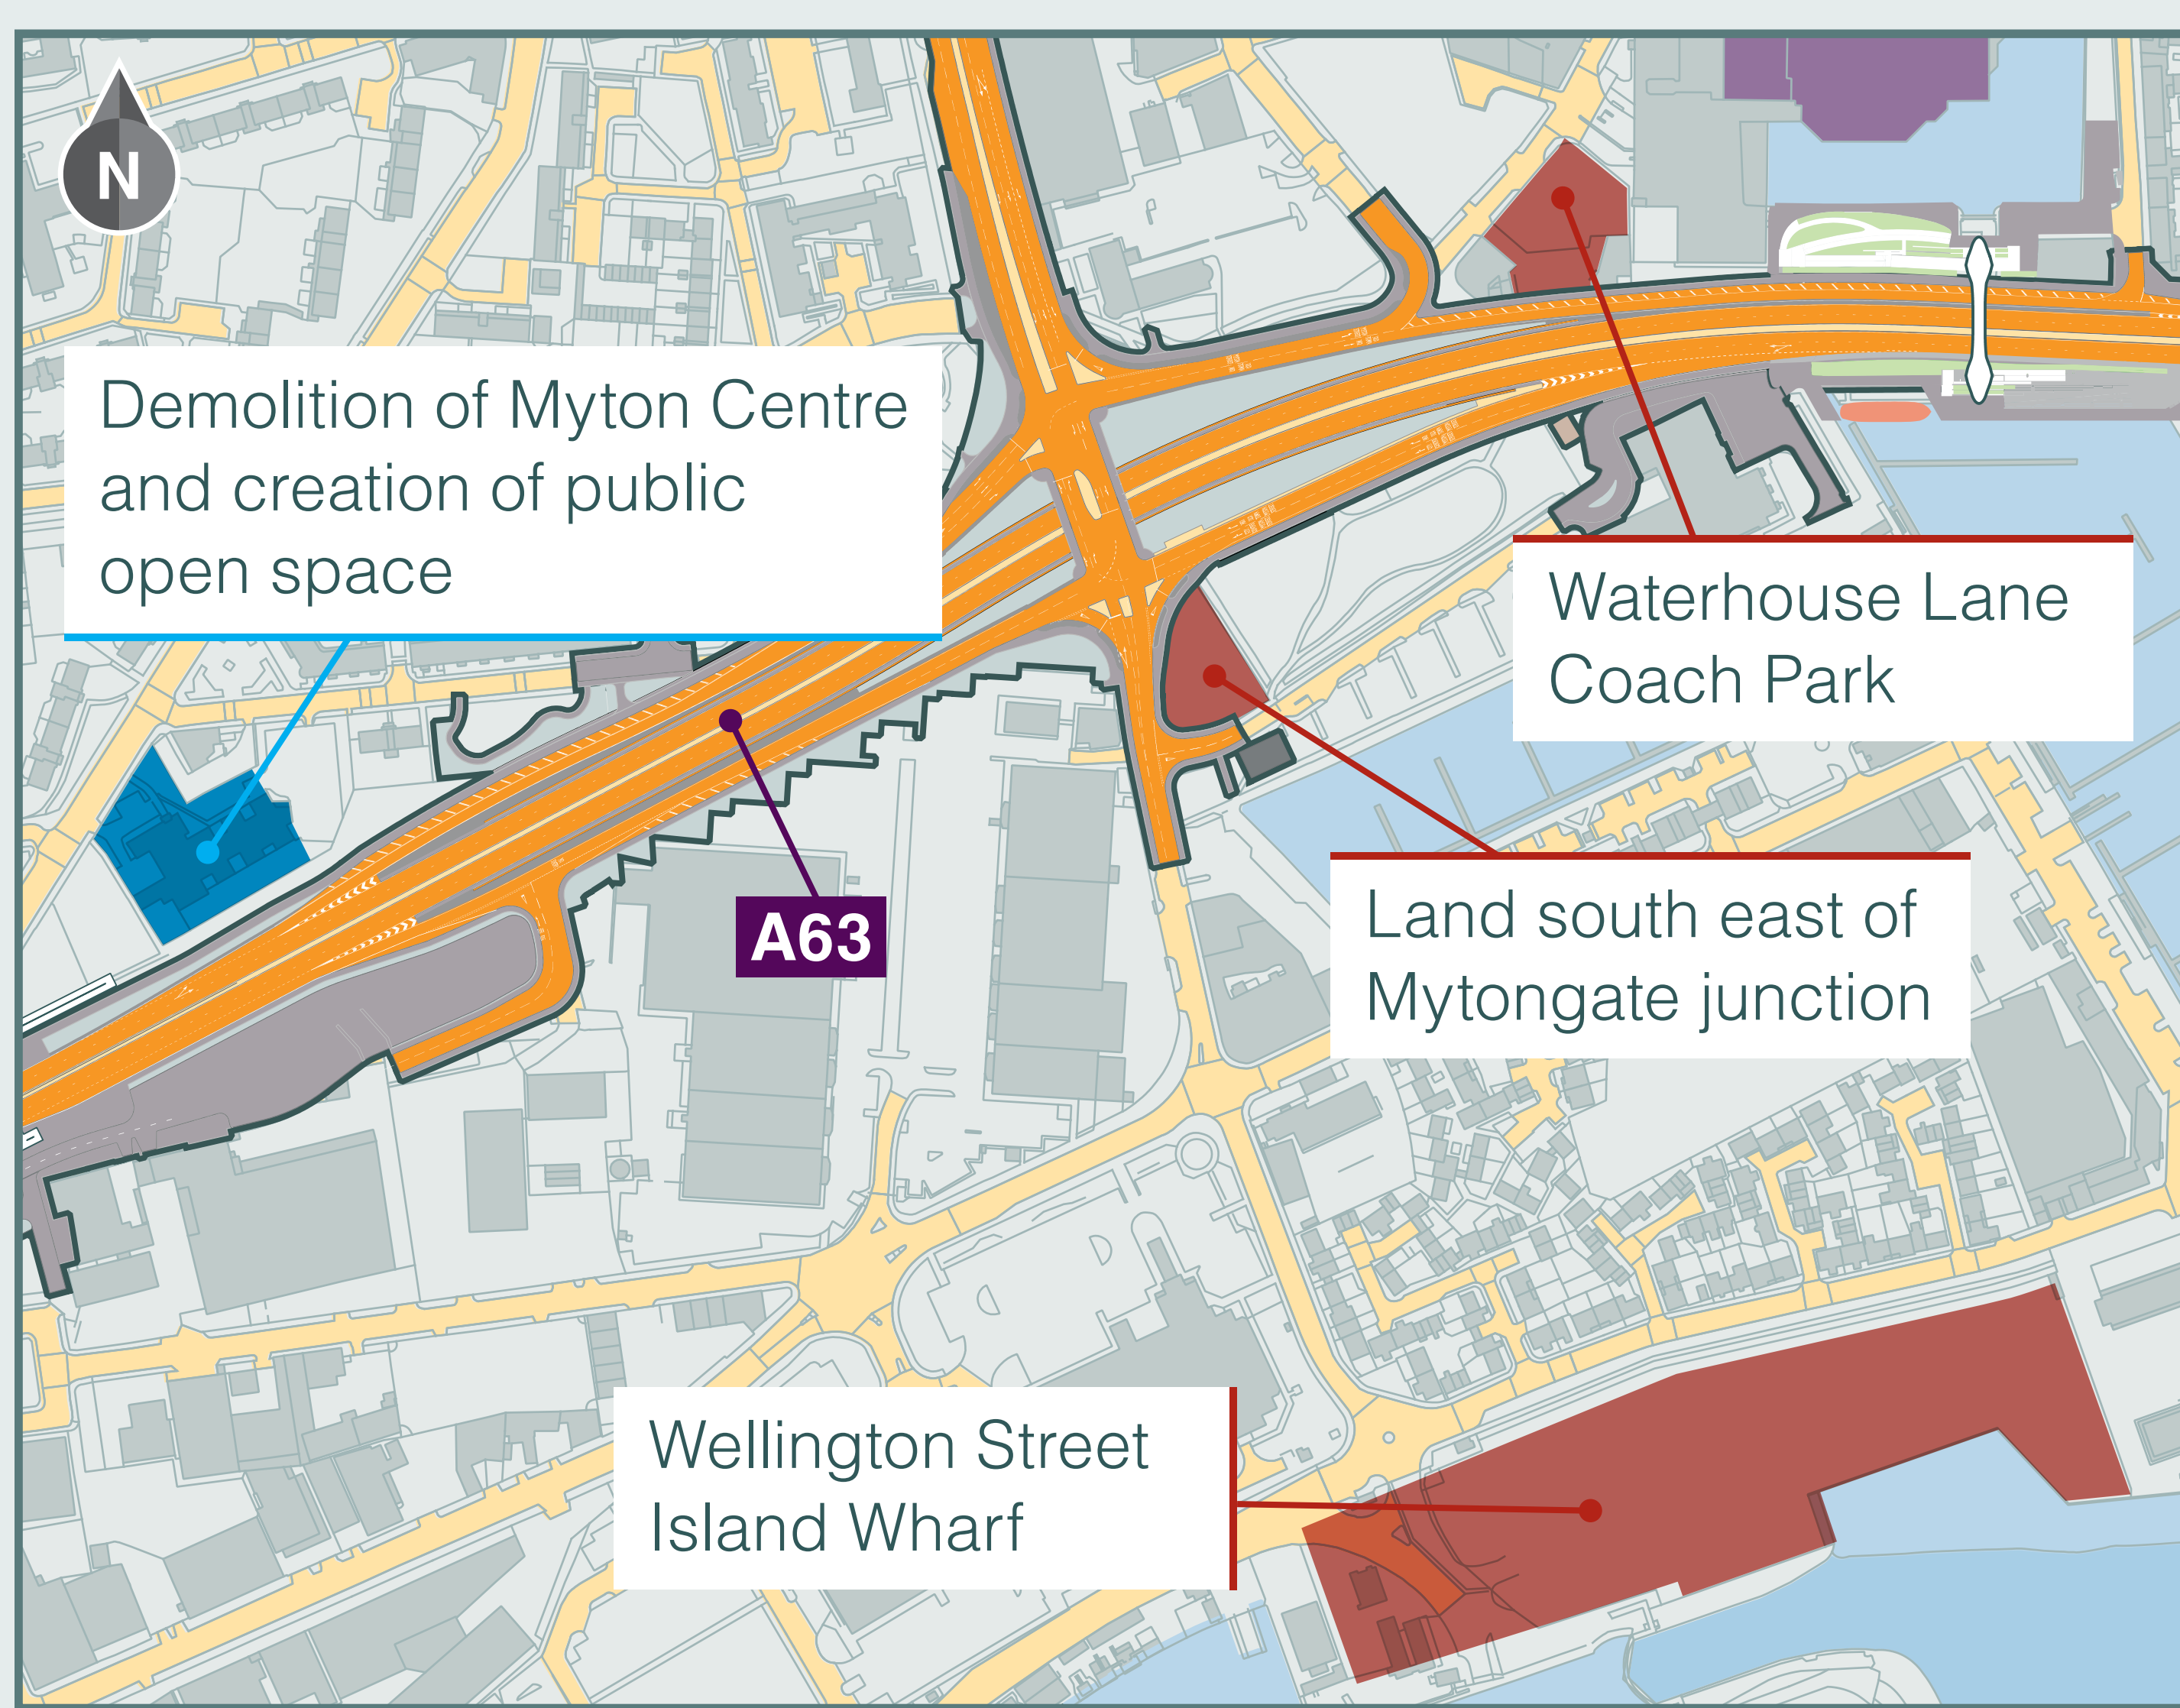 N
Demolition of Myton Centre
and creation of public
open space
Waterhouse Lane
Coach Park
A63
Land south east of
Mytongate junction
Wellington Street
Island Wharf